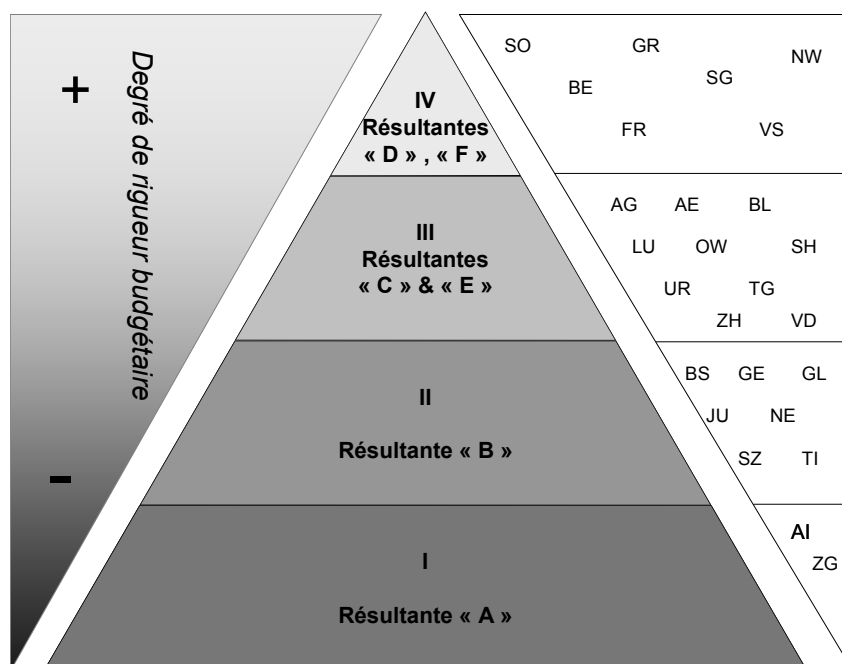 +
-
Degré de rigueur budgétaire
IV
Résultantes
« D » , « F »
III
Résultantes
« C » & « E »
II
Résultante « B »
I
Résultante « A »
SO GR NW
BE SG
FR VS
AG AE BL
LU OW SH
UR TG
ZH VD
BS GE GL
JU NE
SZ TI
AI
ZG